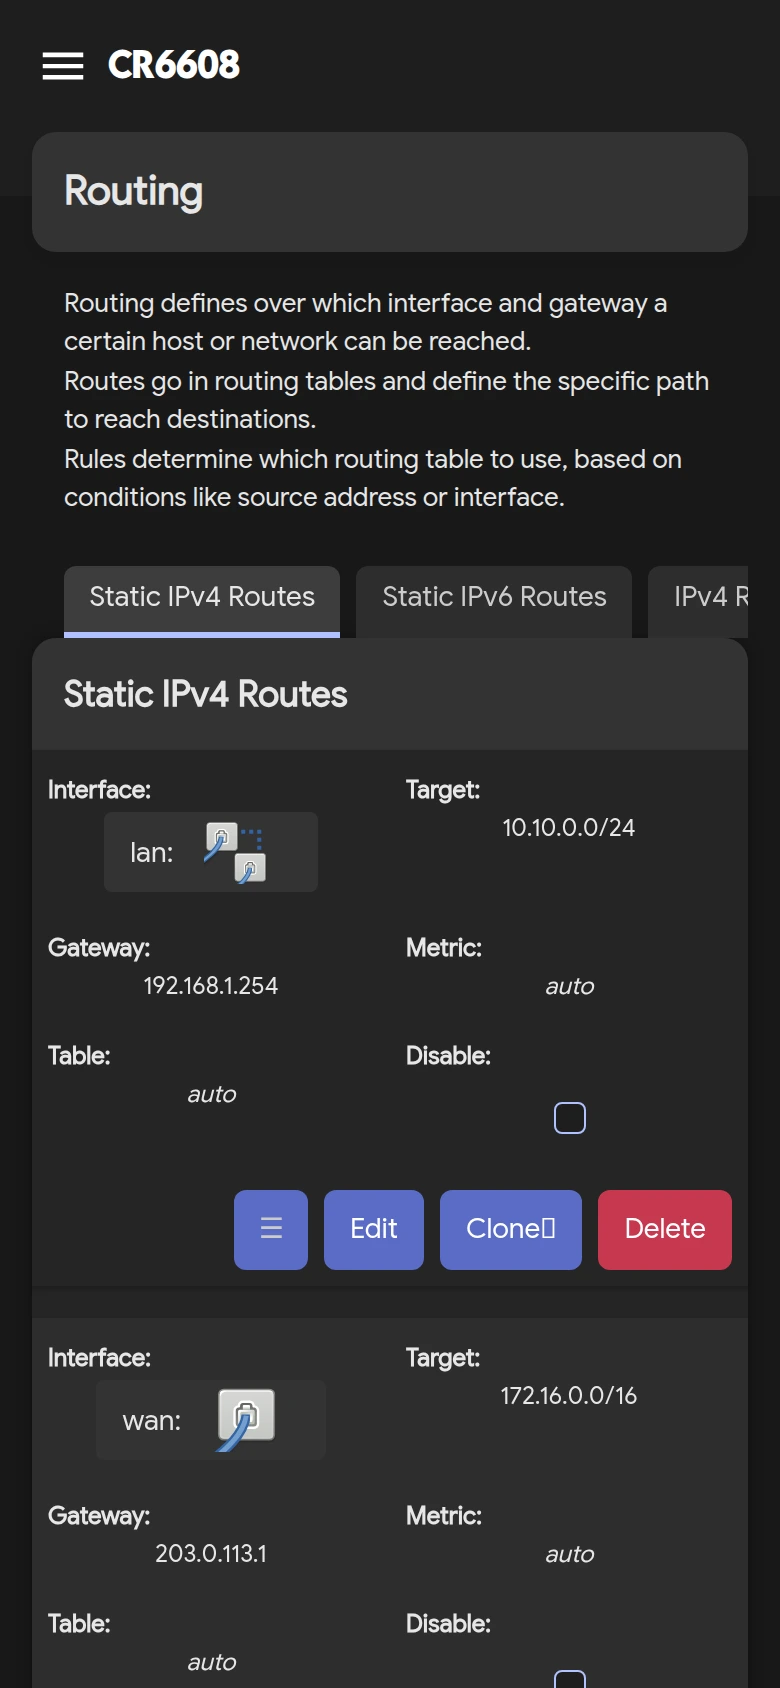 CR6608
Routing
Routing defines over which interface and gateway a
certain host or network can be reached.
Routes go in routing tables and define the specific path
to reach destinations.
Rules determine which routing table to use, based on
conditions like source address or interface.
Static IPv4 Routes
Static IPv6 Routes
IPv4 R
Static IPv4 Routes
Interface:
lan:
Target:
10.10.0.0/24
Gateway:
192.168.1.254
Metric:
auto
Table:
auto
Disable:
☰
Edit
Clone▯
Delete
Interface:
wan:
Target:
172.16.0.0/16
Gateway:
203.0.113.1
Metric:
auto
Table:
auto
Disable: